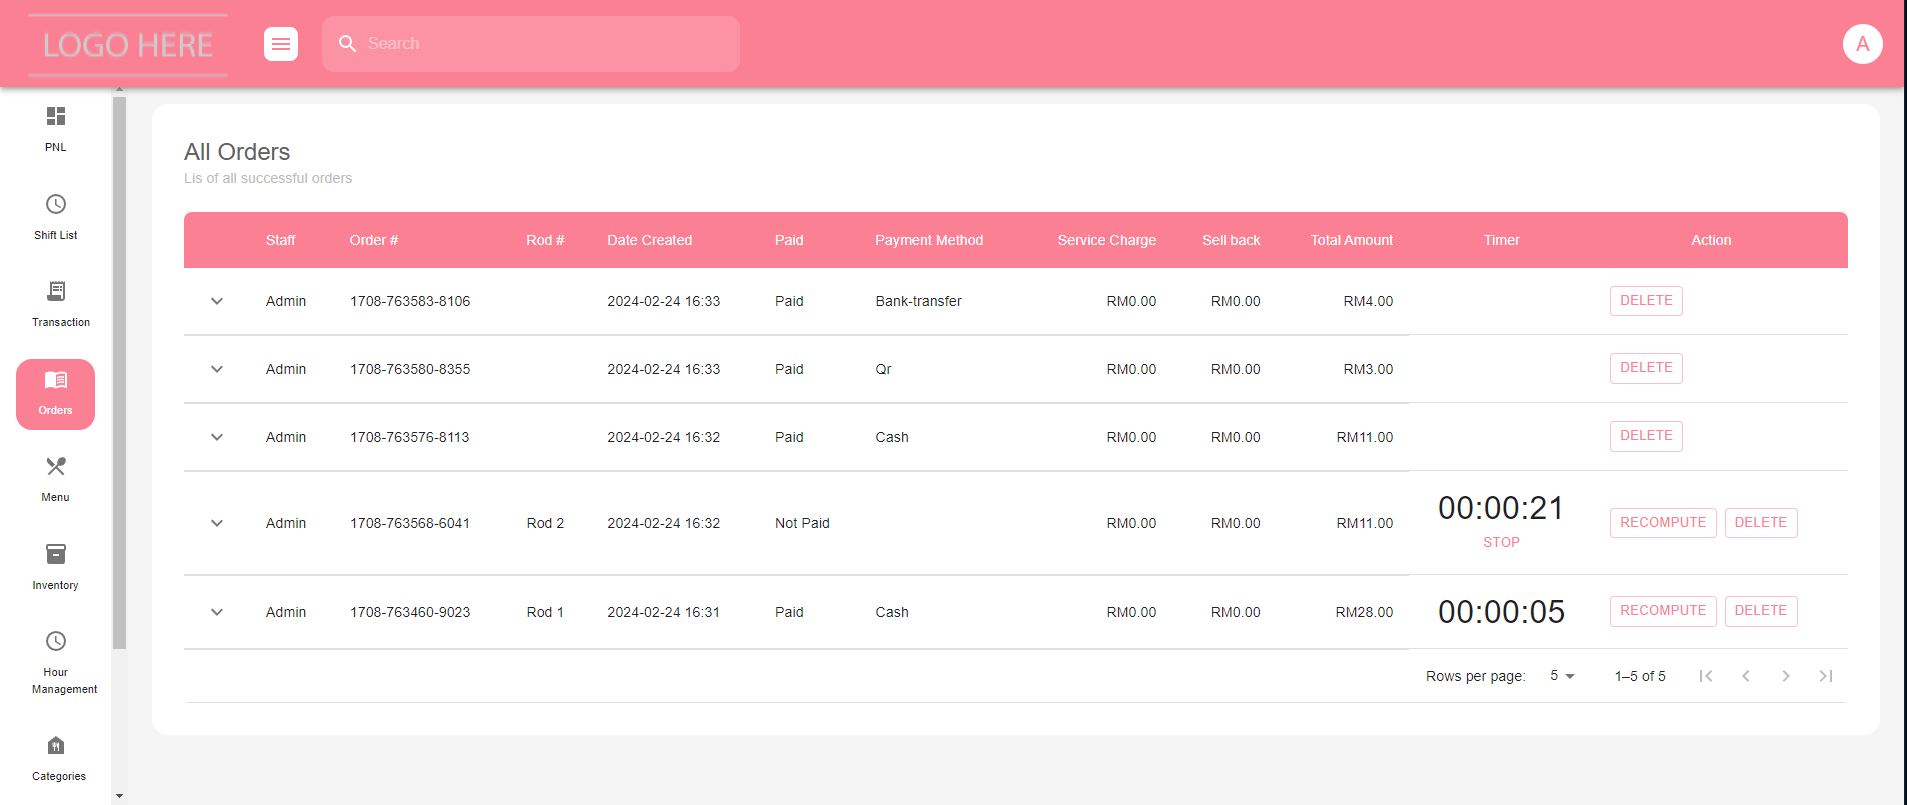 LOGO HERE
Search
A
PNL
Shift List
Transaction
Orders
Menu
Inventory
Hour
Management
Categories
All Orders
Lis of all successful orders
Staff Order # Rod # Date Created Paid Payment Method Service Charge Sell back Total Amount Timer Action
Admin 1708-763583-8106 2024-02-24 16:33 Paid Bank-transfer RM0.00 RM0.00 RM4.00 DELETE
Admin 1708-763580-8355 2024-02-24 16:33 Paid Qr RM0.00 RM0.00 RM3.00 DELETE
Admin 1708-763576-8113 2024-02-24 16:32 Paid Cash RM0.00 RM0.00 RM11.00 DELETE
Admin 1708-763568-6041 Rod 2 2024-02-24 16:32 Not Paid RM0.00 RM0.00 RM11.00 00:00:21 RECOMPUTE DELETE
STOP
Admin 1708-763460-9023 Rod 1 2024-02-24 16:31 Paid Cash RM0.00 RM0.00 RM28.00 00:00:05 RECOMPUTE DELETE
Rows per page: 5 1–5 of 5